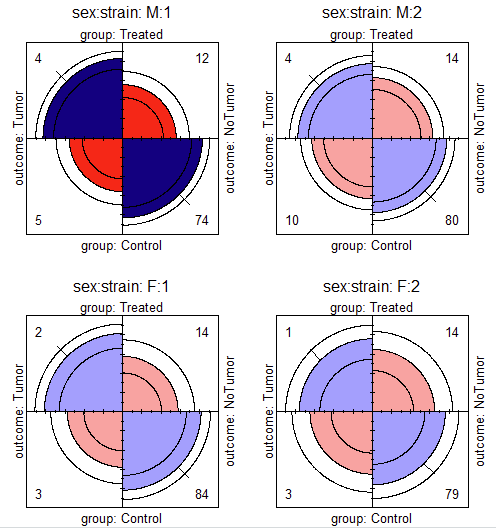 sex:strain: M:1
group: Treated
4 12
outcome: Tumor
outcome: NoTumor
5 74
group: Control
sex:strain: M:2
group: Treated
4 14
outcome: Tumor
outcome: NoTumor
10 80
group: Control
sex:strain: F:1
group: Treated
2 14
outcome: Tumor
outcome: NoTumor
3 84
group: Control
sex:strain: F:2
group: Treated
1 14
outcome: Tumor
outcome: NoTumor
3 79
group: Control